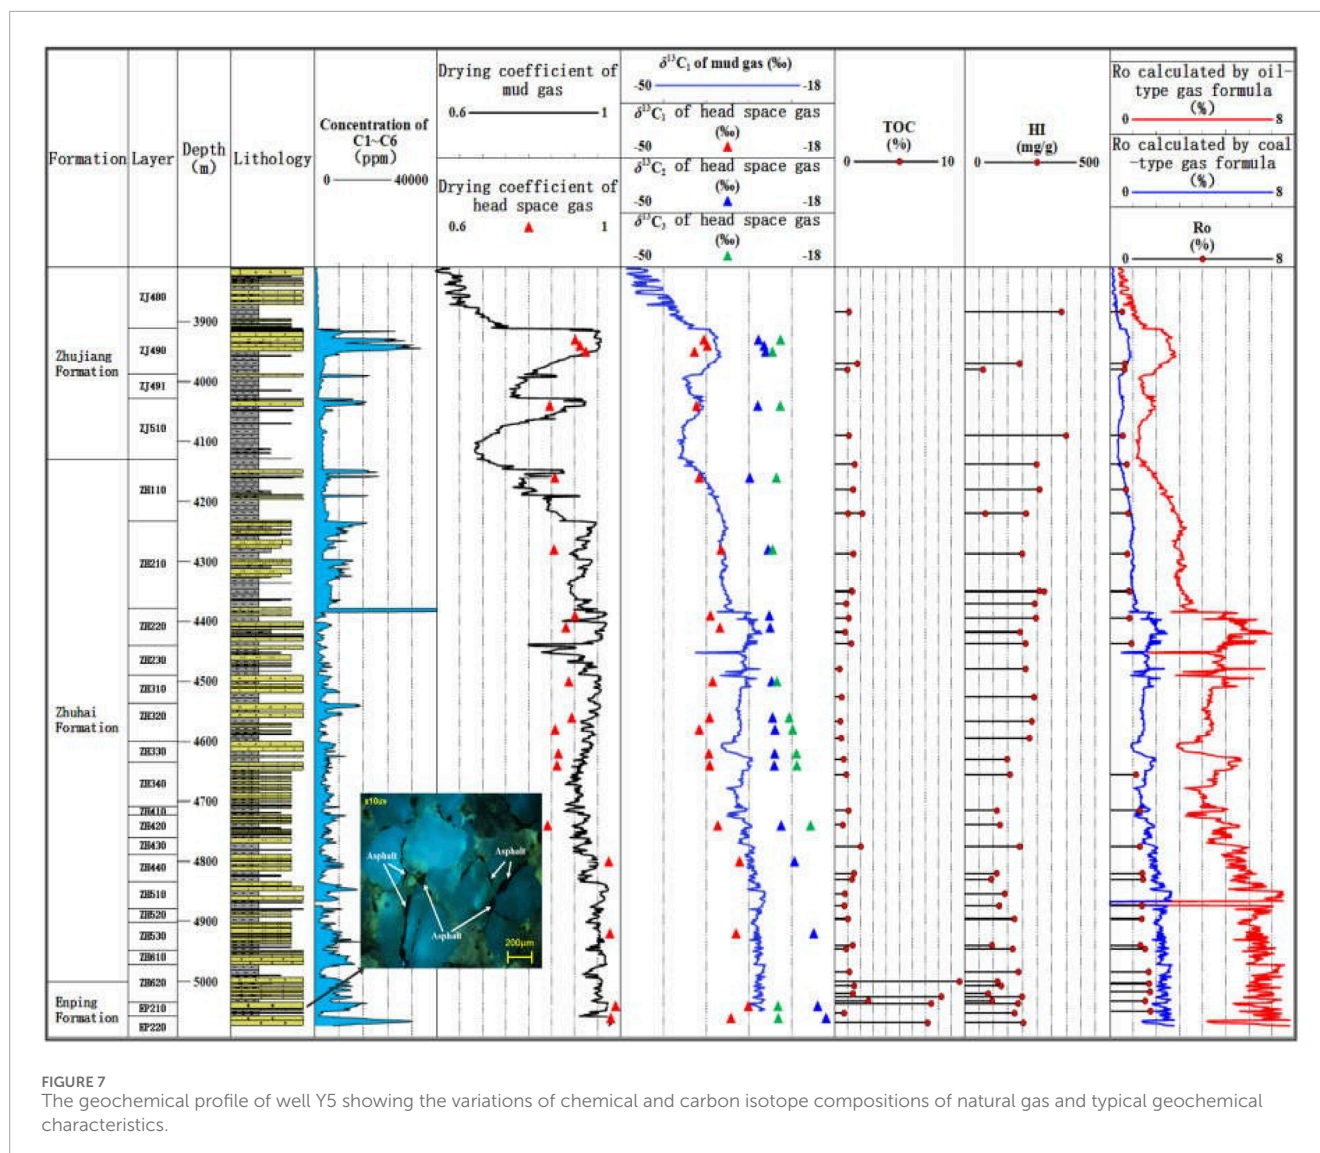 Formation
Layer
Depth
(m)
Lithology
Concentration of
C1~C6
(ppm)
0 40000
Drying coefficient of
mud gas
0.6 1
Drying coefficient of
head space gas
0.6 1
δ¹³C₁ of mud gas (‰)
-50 -18
δ¹³C₁ of head space gas
(‰)
-50 -18
δ¹³C₂ of head space gas
(‰)
-50 -18
δ¹³C₃ of head space gas
(‰)
-50 -18
TOC
(%)
0 10
HI
(mg/g)
0 500
Ro calculated by oil-
type gas formula
(%)
0 8
Ro calculated by coal
-type gas formula
(%)
0 8
Ro
(%)
0 8
Zhujiang
Formation
Zhuhai
Formation
Enping
Formation
ZJ480
ZJ490
ZJ491
ZJ510
ZH110
ZH210
ZH220
ZH230
ZH310
ZH320
ZH330
ZH340
ZH410
ZH420
ZH430
ZH440
ZH510
ZH520
ZH530
ZH610
ZH620
EP210
EP220
3900
4000
4100
4200
4300
4400
4500
4600
4700
4800
4900
5000
Asphalt
Asphalt
Asphalt
200μm
FIGURE 7
The geochemical profile of well Y5 showing the variations of chemical and carbon isotope compositions of natural gas and typical geochemical
characteristics.